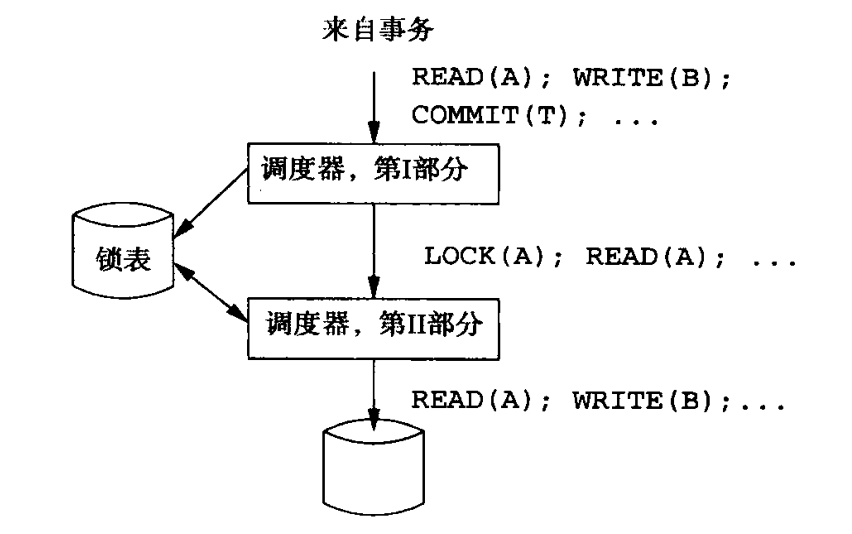 来自事务
READ(A); WRITE(B);
COMMIT(T); ...
调度器，第I部分
锁表
LOCK(A); READ(A); ...
调度器，第II部分
READ(A); WRITE(B);...